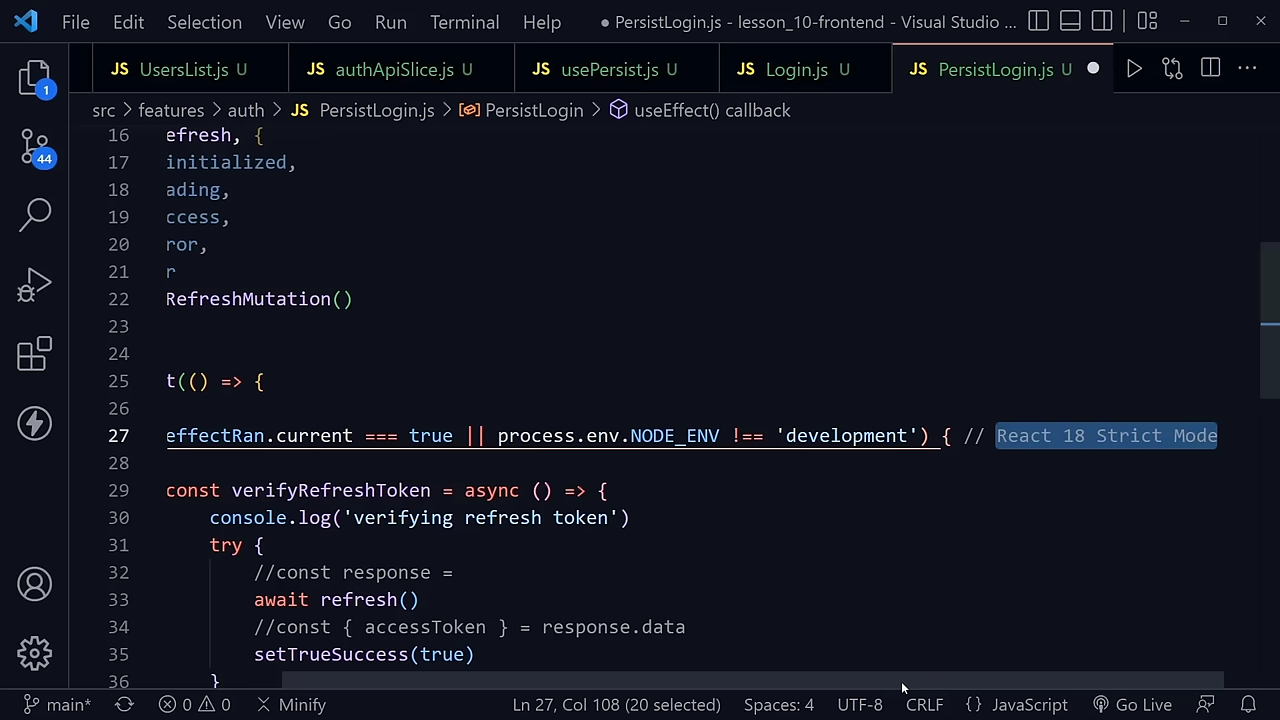 File Edit Selection View Go Run Terminal Help ● PersistLogin.js - lesson_10-frontend - Visual Studio ...
JS UsersList.js U JS authApiSlice.js U JS usePersist.js U JS Login.js U JS PersistLogin.js U
src > features > auth > JS PersistLogin.js > PersistLogin > useEffect() callback
1
44
16 efresh, {
17 initialized,
18 ading,
19 ccess,
20 ror,
21 r
22 RefreshMutation()
23
24
25 t(() => {
26
27 effectRan.current === true || process.env.NODE_ENV !== 'development') { // React 18 Strict Mode
28
29 const verifyRefreshToken = async () => {
30 console.log('verifying refresh token')
31 try {
32 //const response =
33 await refresh()
34 //const { accessToken } = response.data
35 setTrueSuccess(true)
36 }
main* 0 0 Minify Ln 27, Col 108 (20 selected) Spaces: 4 UTF-8 CRLF {} JavaScript Go Live